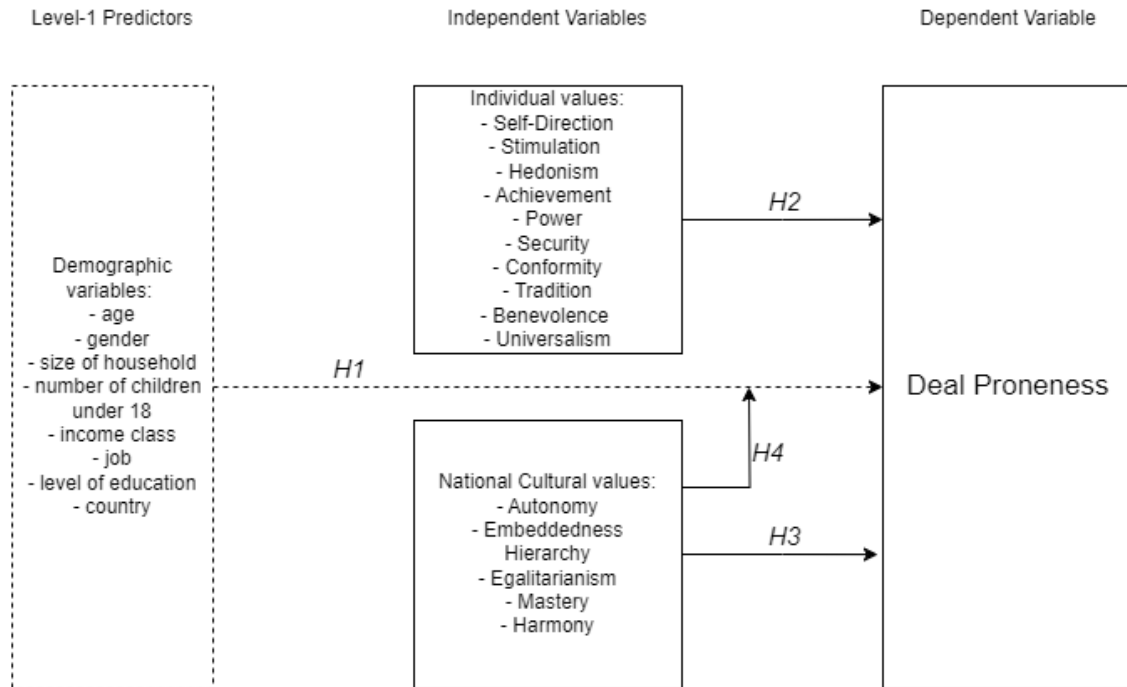 Level-1 Predictors
Independent Variables
Dependent Variable
Demographic
variables:
- age
- gender
- size of household
- number of children
under 18
- income class
- job
- level of education
- country
H1
Individual values:
- Self-Direction
- Stimulation
- Hedonism
- Achievement
- Power
- Security
- Conformity
- Tradition
- Benevolence
- Universalism
H2
National Cultural values:
- Autonomy
- Embeddedness
Hierarchy
- Egalitarianism
- Mastery
- Harmony
H4
H3
Deal Proneness